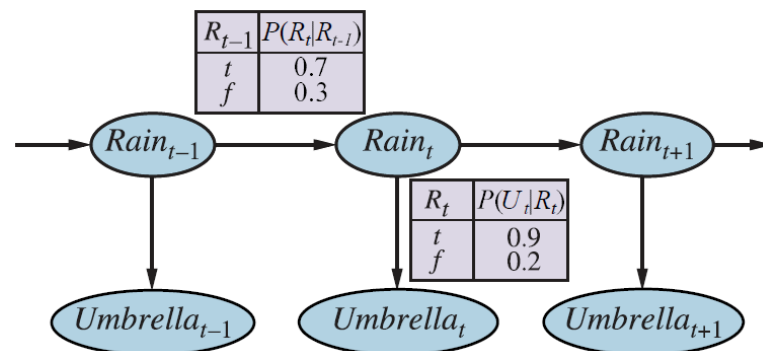 R_{t-1} P(R_t|R_{t-1})
t 0.7
f 0.3
Rain_{t-1} Rain_t Rain_{t+1}
R_t P(U_t|R_t)
t 0.9
f 0.2
Umbrella_{t-1} Umbrella_t Umbrella_{t+1}